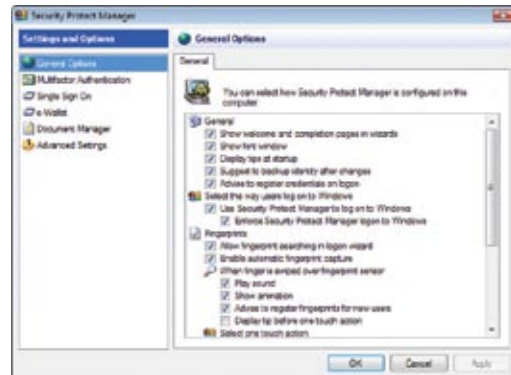 Security Protect Manager
Settings and Options
General Options
Multifactor Authentication
Single Sign On
e-Wallet
Document Manager
Advanced Settings
General Options
General
You can select how Security Protect Manager is configured on this
computer
General
Show welcome and completion pages in wizards
Show hint window
Display tips at startup
Suggest to backup identity after changes
Advise to register credentials on logon
Select the way users log on to Windows
Use Security Protect Manager to log on to Windows
Enforce Security Protect Manager logon to Windows
Fingerprints
Allow fingerprint searching in logon wizard
Enable automatic fingerprint capture
When finger is swiped over fingerprint sensor
Play sound
Show animation
Advise to register fingerprints for new users
Display tip before one touch action
Select one touch action
OK
Cancel
Apply